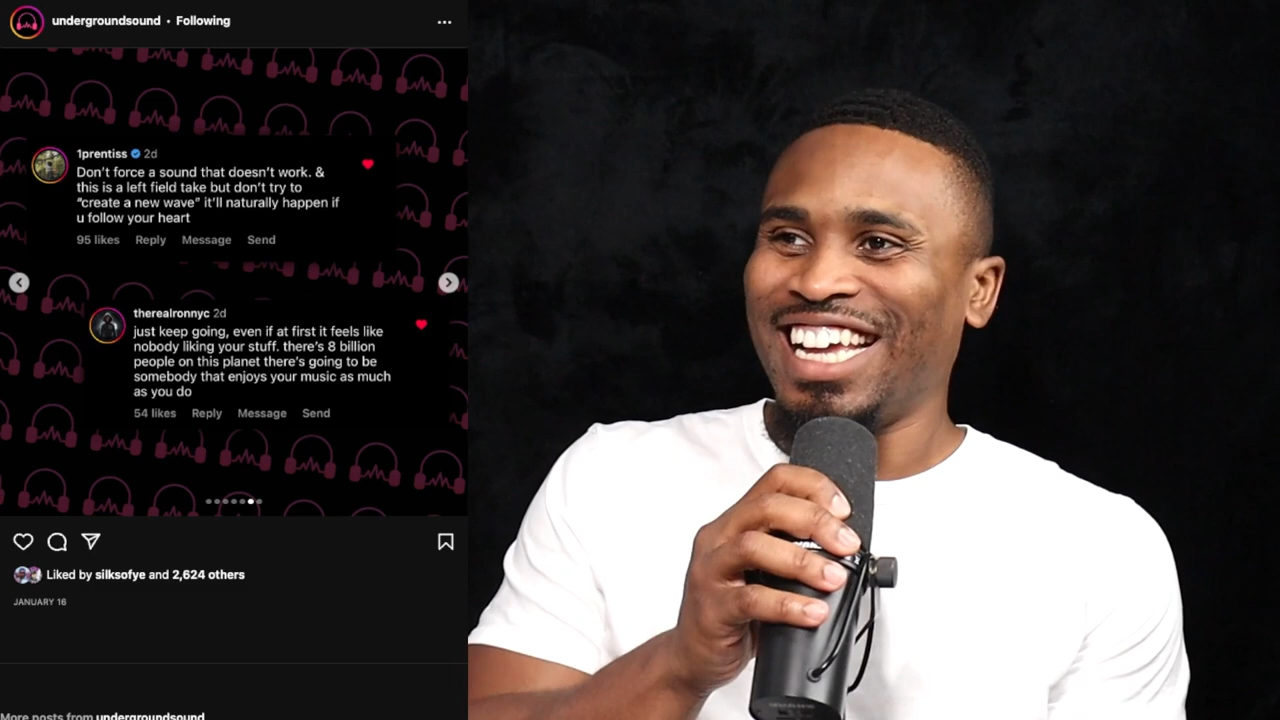 undergroundsound • Following
1prentiss 2d
Don't force a sound that doesn't work. &
this is a left field take but don't try to
“create a new wave” it'll naturally happen if
u follow your heart
95 likes Reply Message Send
therealronnyc 2d
just keep going, even if at first it feels like
nobody liking your stuff. there's 8 billion
people on this planet there's going to be
somebody that enjoys your music as much
as you do
54 likes Reply Message Send
Liked by silksofye and 2,624 others
JANUARY 16
More posts from undergroundsound